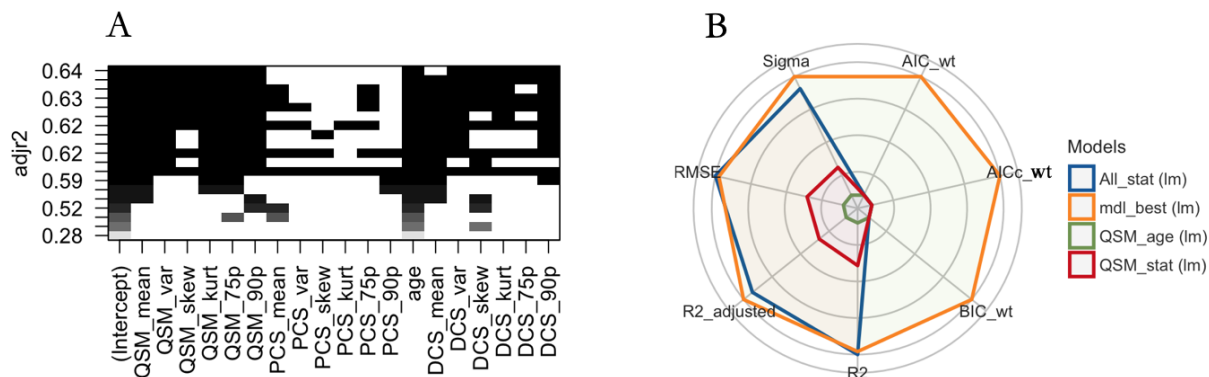 A
adjr2
0.64
0.63
0.62
0.62
0.59
0.52
0.28
(Intercept)
QSM_mean
QSM_var
QSM_skew
QSM_kurt
QSM_75p
QSM_90p
PCS_mean
PCS_var
PCS_skew
PCS_kurt
PCS_75p
PCS_90p
age
DCS_mean
DCS_var
DCS_skew
DCS_kurt
DCS_75p
DCS_90p
B
Sigma
AIC_wt
RMSE
AICc_wt
R2_adjusted
BIC_wt
R2
Models
All_stat (lm)
mdl_best (lm)
QSM_age (lm)
QSM_stat (lm)